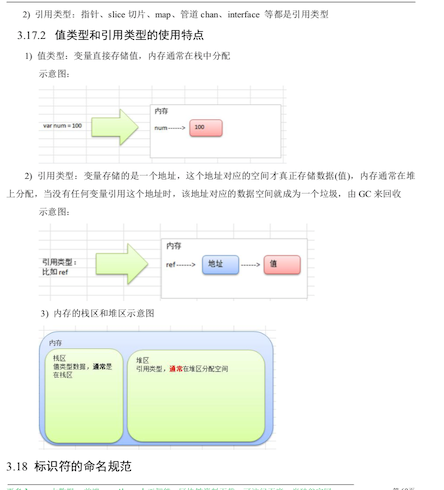 2) 引用类型：指针、slice 切片、map、管道 chan、interface 等都是引用类型
3.17.2 值类型和引用类型的使用特点
1) 值类型：变量直接存储值，内存通常在栈中分配
示意图：
var num = 100
内存
num------>
100
2) 引用类型：变量存储的是一个地址，这个地址对应的空间才真正存储数据(值)，内存通常在堆
上分配，当没有任何变量引用这个地址时，该地址对应的数据空间就成为一个垃圾，由 GC 来回收
示意图：
引用类型：
比如 ref
内存
ref------>
地址
------>
值
3) 内存的栈区和堆区示意图
内存
栈区
值类型数据，通常是
在栈区
堆区
引用类型，通常在堆区分配空间
3.18 标识符的命名规范